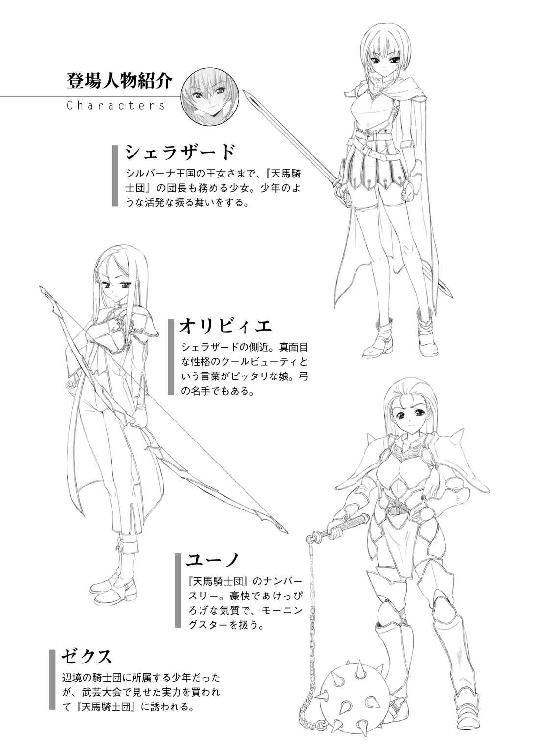 登場人物紹介
Characters
シェラザード
シルバーナ王国の王女さまで、『天馬騎
士団』の団長も務める少女。少年のよ
うな活発な振る舞いをする。
オリビィエ
シェラザードの側近。真面目
な性格のクールビューティと
いう言葉がピッタリな娘。弓
の名手でもある。
ユーノ
『天馬騎士団』のナンバー
スリー。豪快であけっぴ
ろげな気質で、モーニン
グスターを扱う。
ゼクス
辺境の騎士団に所属する少年だった
が、武芸大会で見せた実力を買われ
て『天馬騎士団』に誘われる。